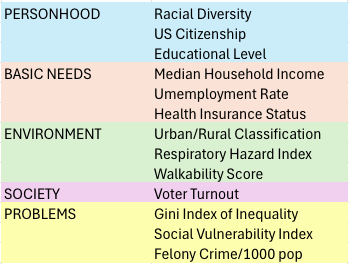 PERSONHOOD Racial Diversity
US Citizenship
Educational Level
BASIC NEEDS Median Household Income
Umemployment Rate
Health Insurance Status
ENVIRONMENT Urban/Rural Classification
Respiratory Hazard Index
Walkability Score
SOCIETY Voter Turnout
PROBLEMS Gini Index of Inequality
Social Vulnerability Index
Felony Crime/1000 pop